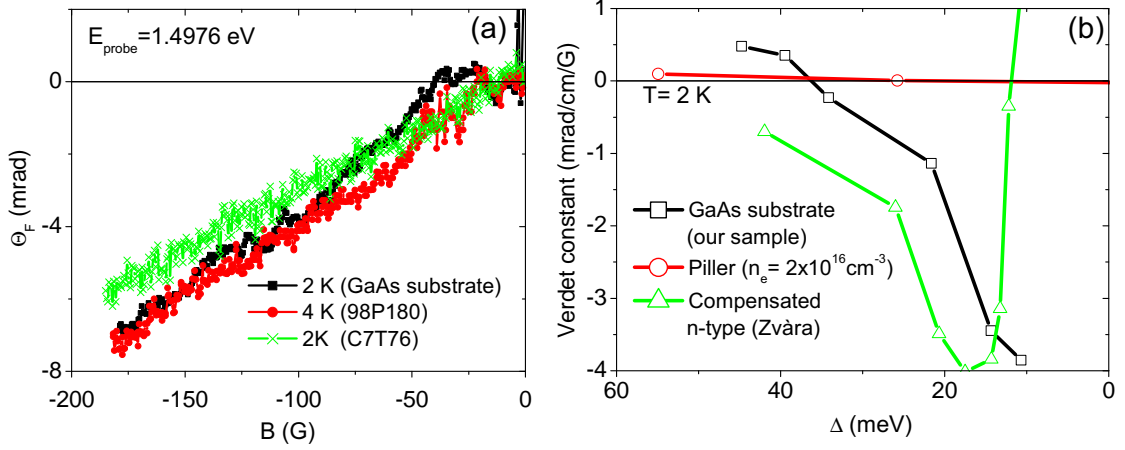 (a)
E_probe=1.4976 eV
0
-4
-8
Θ_F (mrad)
2 K (GaAs substrate)
4 K (98P180)
2K (C7T76)
-200
-150
-100
-50
0
B (G)
(b)
1
0
-1
-2
-3
-4
Verdet constant (mrad/cm/G)
T= 2 K
GaAs substrate
(our sample)
Piller (n_e= 2x10^16cm^-3)
Compensated
n-type (Zvàra)
60
40
20
0
Δ (meV)